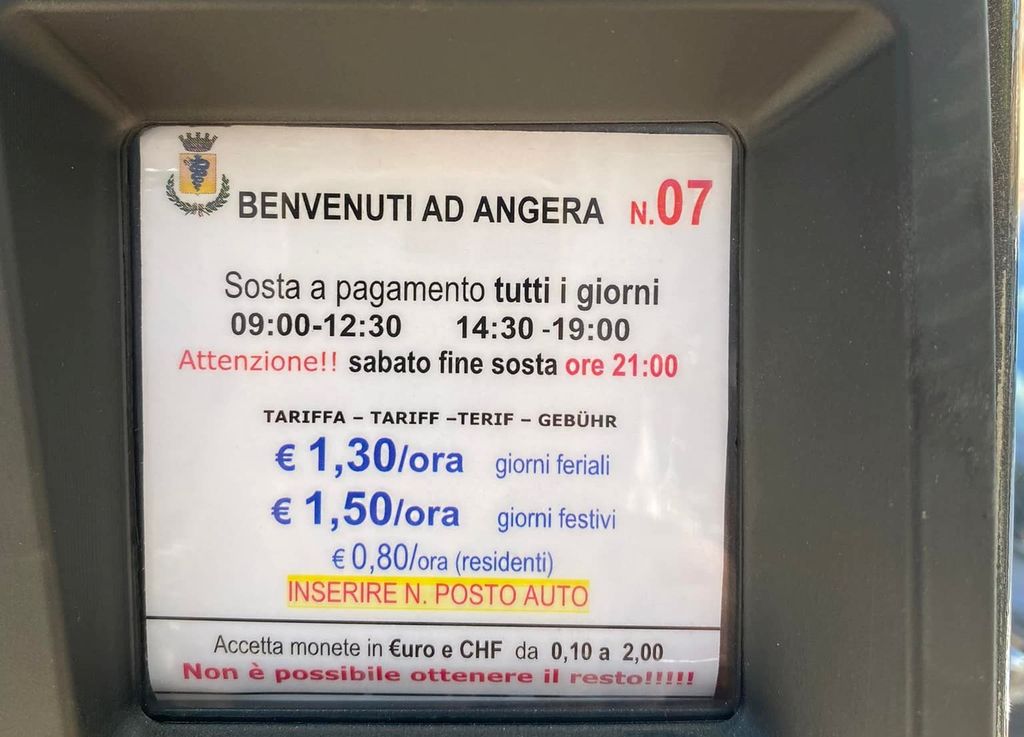 BENVENUTI AD ANGERA N.07
Sosta a pagamento tutti i giorni
09:00-12:30 14:30 -19:00
Attenzione!! sabato fine sosta ore 21:00
TARIFFA – TARIFF –TERIF – GEBÜHR
€ 1,30/ora giorni feriali
€ 1,50/ora giorni festivi
€ 0,80/ora (residenti)
INSERIRE N. POSTO AUTO
Accetta monete in €uro e CHF da 0,10 a 2,00
Non è possibile ottenere il resto!!!!!